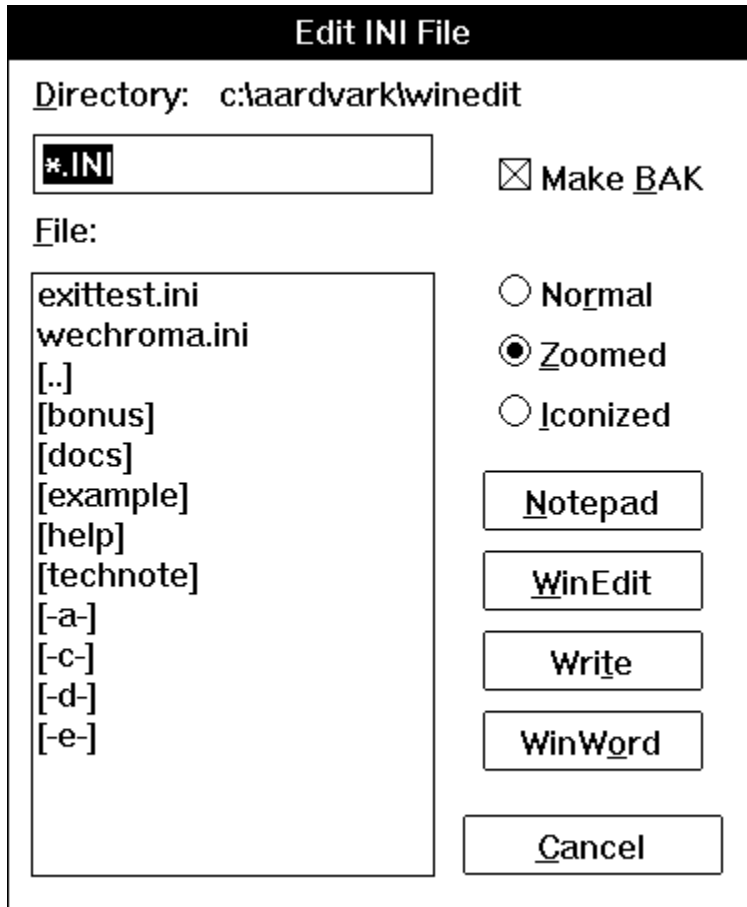 Edit INI File
Directory: c:\aardvark\winedit
*.INI
Make BAK
File:
exittest.ini
wechroma.ini
[..]
[bonus]
[docs]
[example]
[help]
[technote]
[-a-]
[-c-]
[-d-]
[-e-]
Normal
Zoomed
Iconized
Notepad
WinEdit
Write
WinWord
Cancel